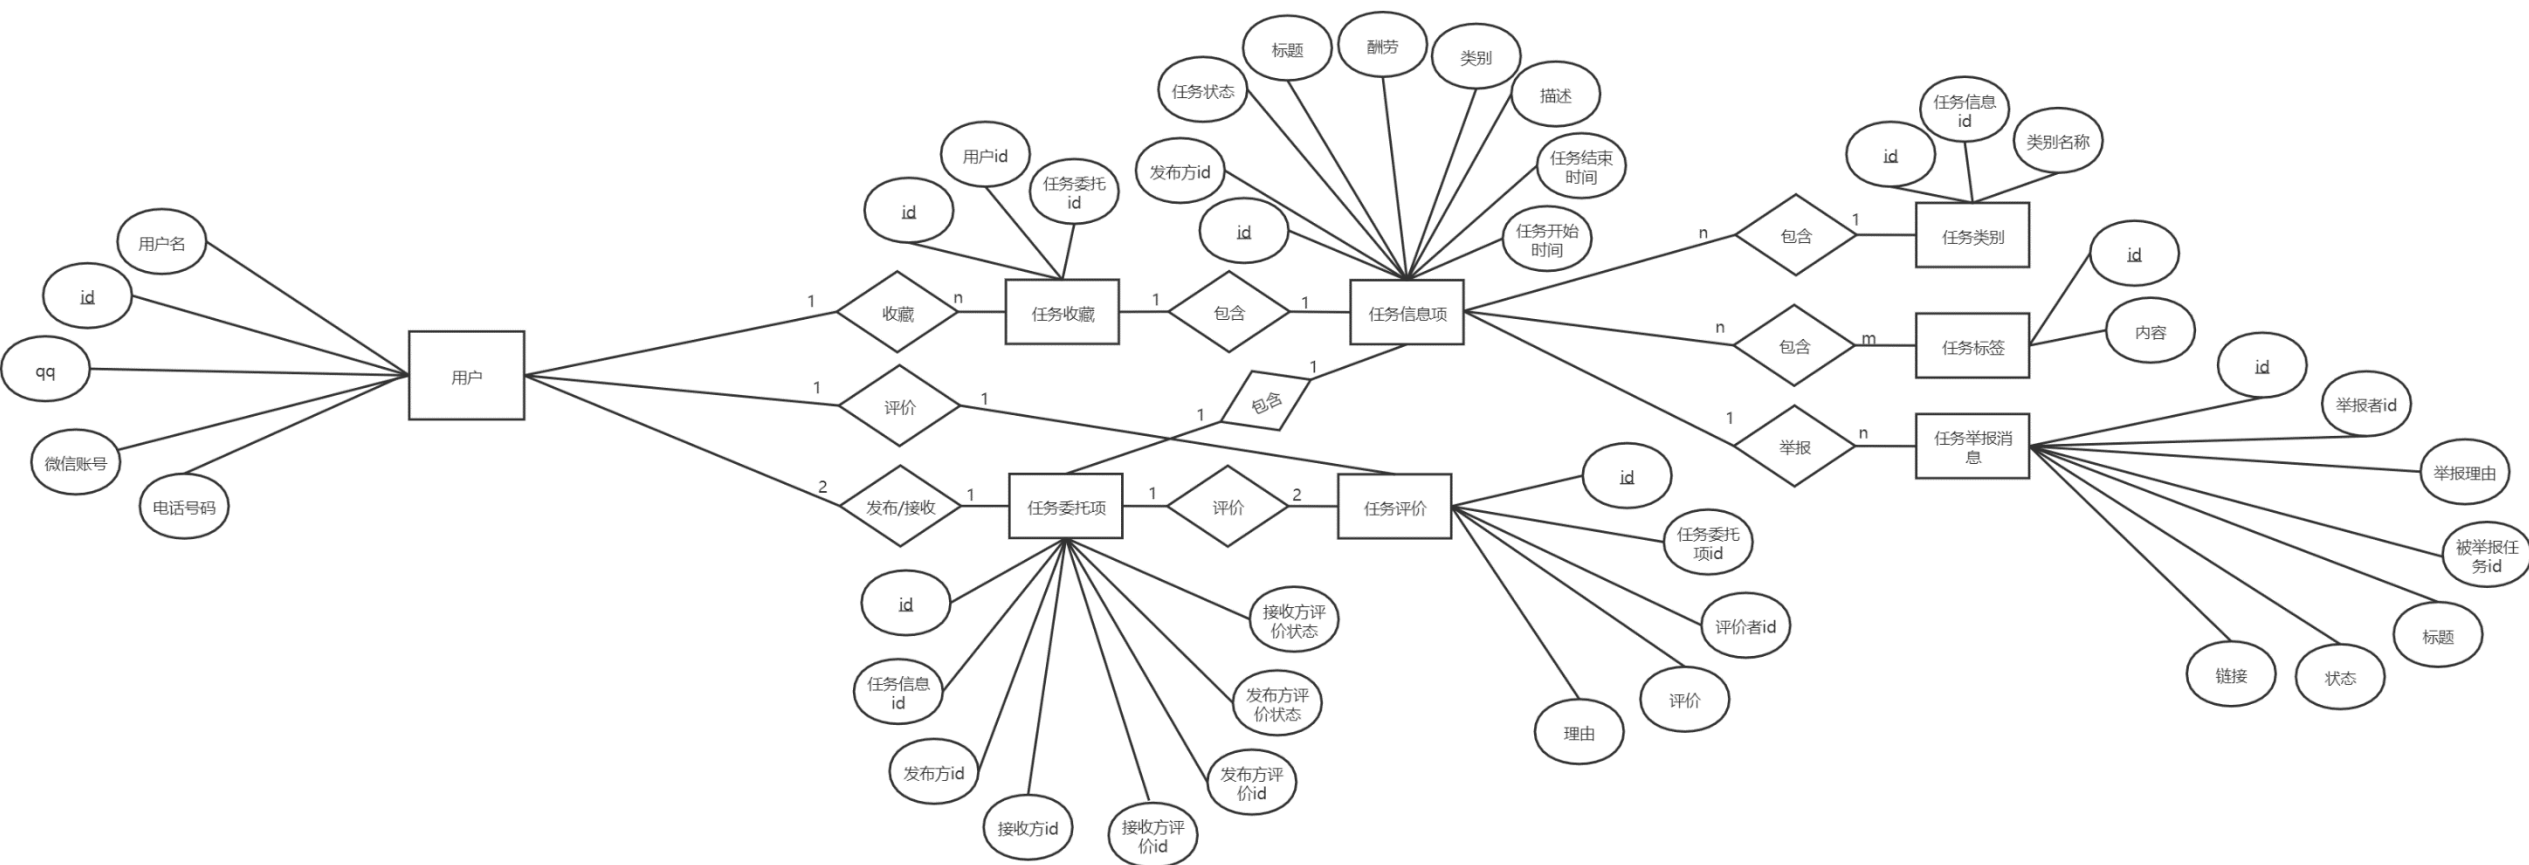 标题
酬劳
类别
任务状态
描述
任务信息
id
用户id
id
类别名称
任务委托
id
发布方id
任务结束
时间
id
id
任务开始
时间
用户名
id
n
包含
1
任务类别
id
1
收藏
n
任务收藏
1
包含
1
任务信息项
n
包含
m
任务标签
内容
qq
用户
1
评价
1
1
包含
1
id
举报者id
微信账号
1
举报
n
任务举报消
息
举报理由
电话号码
2
发布/接收
1
任务委托项
1
评价
2
任务评价
id
任务委托
项id
被举报任
务id
id
接收方评
价状态
评价者id
标题
任务信息
id
发布方评
价状态
评价
链接
状态
理由
发布方id
发布方评
价id
接收方id
接收方评
价id